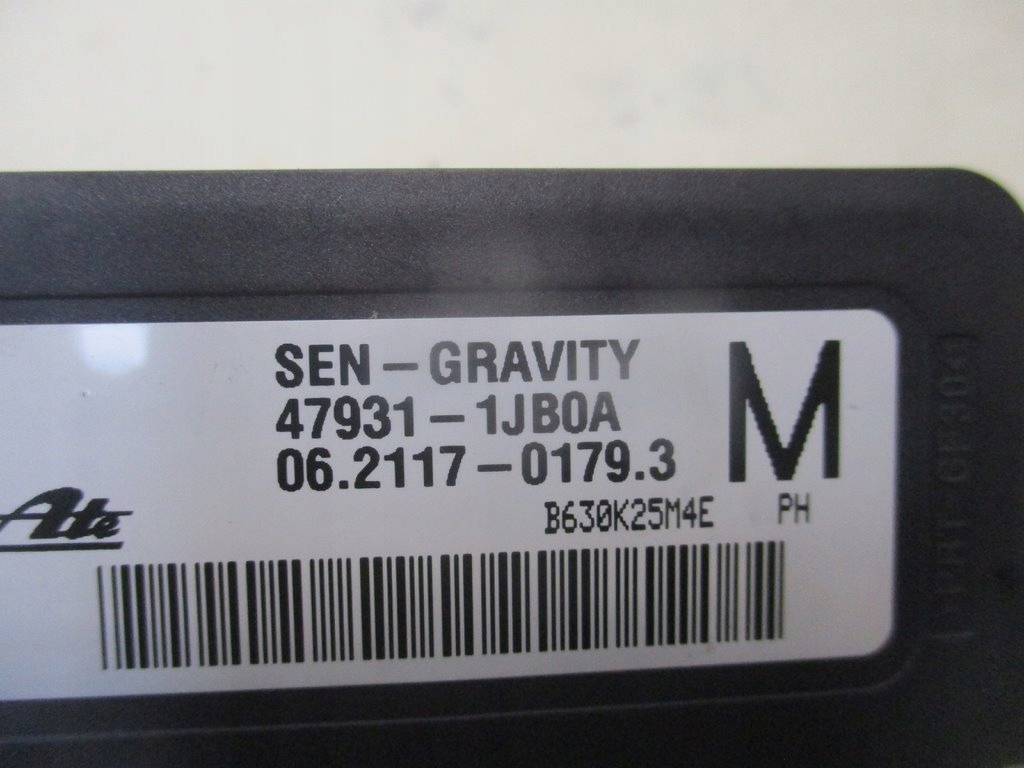 SEN-GRAVITY
47931-1JB0A
06.2117-0179.3
M
Ate
B630K25M4E PH